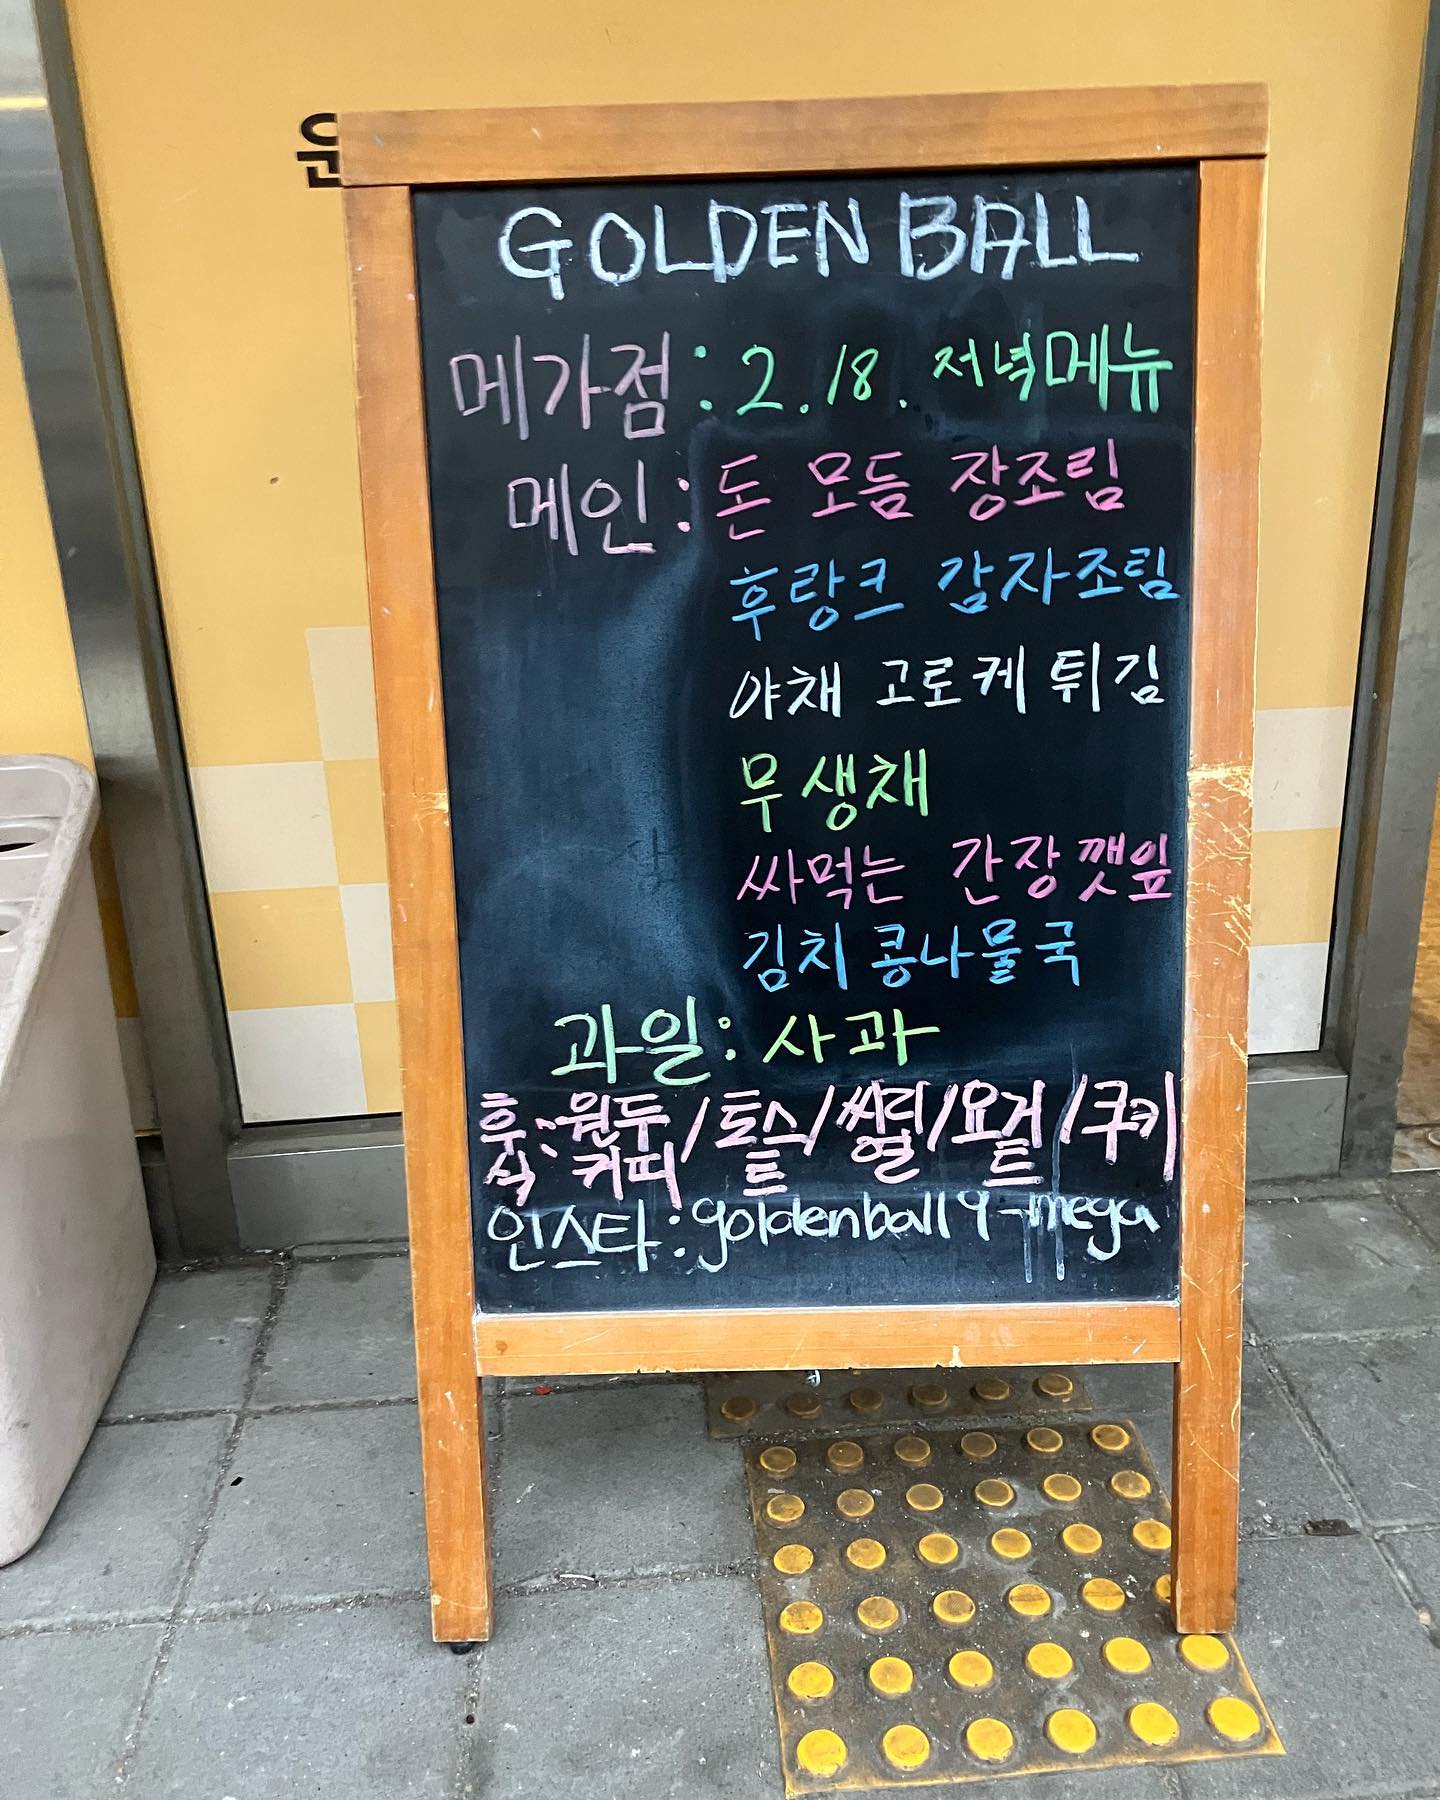 운
GOLDEN BALL
메가점 : 2.18. 저녁메뉴
메인 : 돈 모듬 장조림
후랑크 감자조림
야채 고로케 튀김
무생채
싸먹는 간장깻잎
김치 콩나물국
과일 : 사과
후식 : 원두커피 / 토스트 / 씨리얼 / 요거트 / 쿠키
인스타 : goldenball9-mega